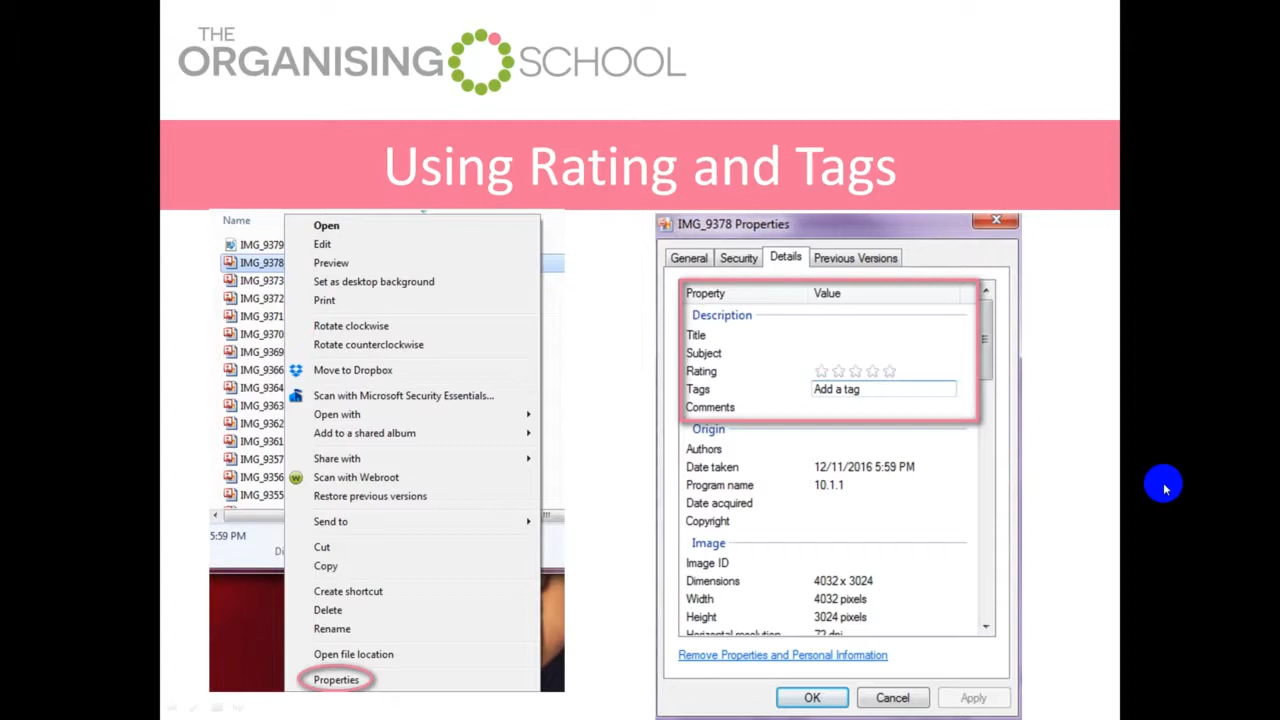 THE
ORGANISING SCHOOL
Using Rating and Tags
Name
IMG_9379
IMG_9378
IMG_9373
IMG_9372
IMG_9371
IMG_9370
IMG_9369
IMG_9366
IMG_9364
IMG_9363
IMG_9362
IMG_9361
IMG_9357
IMG_9356
IMG_9355
5:59 PM
Di
Open
Edit
Preview
Set as desktop background
Print
Rotate clockwise
Rotate counterclockwise
Move to Dropbox
Scan with Microsoft Security Essentials...
Open with
Add to a shared album
Share with
Scan with Webroot
Restore previous versions
Send to
Cut
Copy
Create shortcut
Delete
Rename
Open file location
Properties
IMG_9378 Properties
General Security Details Previous Versions
Property Value
Description
Title
Subject
Rating
Tags Add a tag
Comments
Origin
Authors
Date taken 12/11/2016 5:59 PM
Program name 10.1.1
Date acquired
Copyright
Image
Image ID
Dimensions 4032 x 3024
Width 4032 pixels
Height 3024 pixels
Horizontal resolution 72 dpi
Remove Properties and Personal Information
OK Cancel Apply